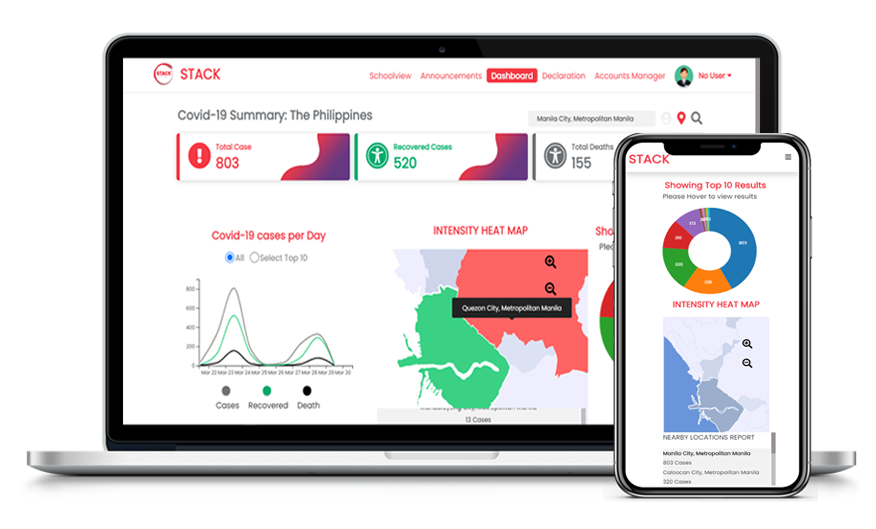 STACK STACK
Schoolview Announcements Dashboard Declaration Accounts Manager No User
Covid-19 Summary: The Philippines
Manila City, Metropolitan Manila
Total Case
803
Recovered Cases
520
Total Deaths
155
Covid-19 cases per Day
All Select Top 10
800
600
400
200
0
Mar 22 Mar 23 Mar 24 Mar 25 Mar 26 Mar 27 Mar 28 Mar 29 Mar 30
Cases Recovered Death
INTENSITY HEAT MAP
Quezon City, Metropolitan Manila
13 Cases
STACK
Showing Top 10 Results
Please Hover to view results
803
173
INTENSITY HEAT MAP
NEARBY LOCATIONS REPORT
Manila City, Metropolitan Manila
803 Cases
Caloocan City, Metropolitan Manila
320 Cases